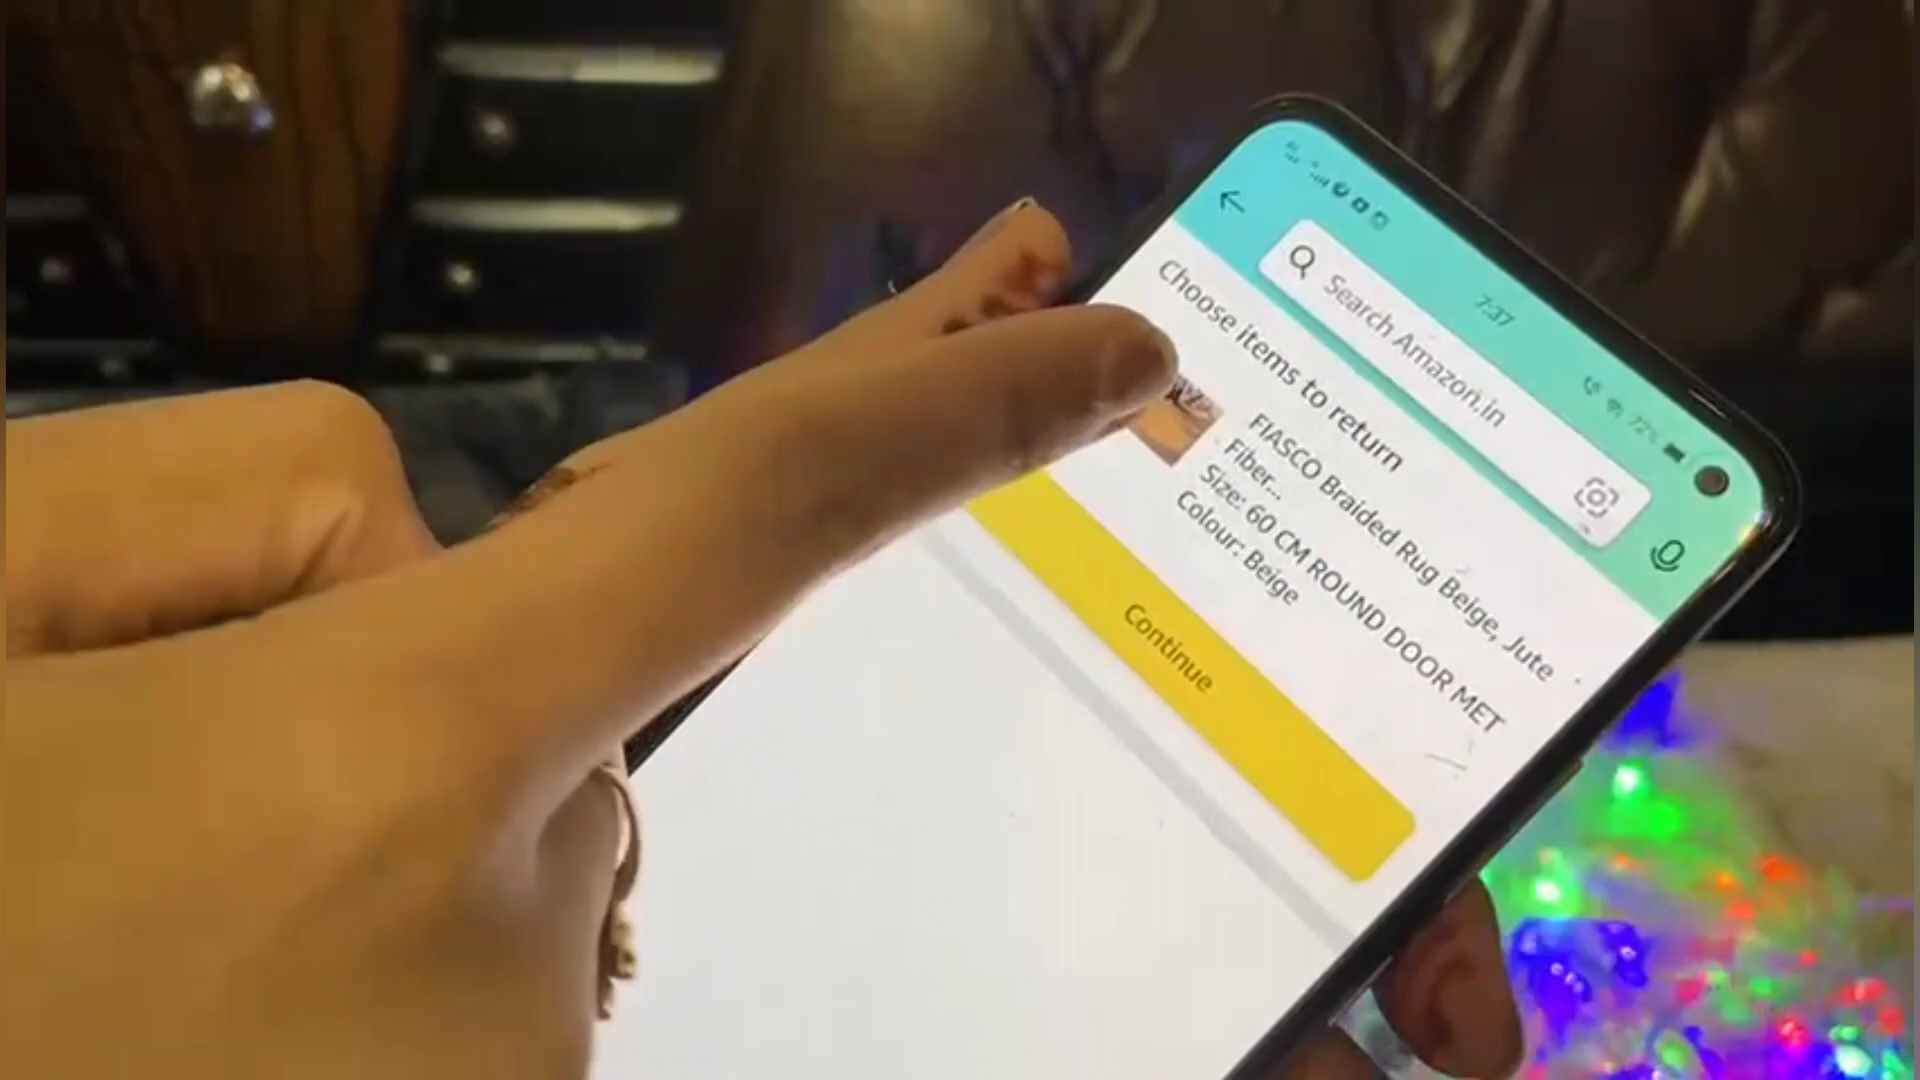 7:37
72%
Search Amazon.in
Choose items to return
FIASCO Braided Rug Beige, Jute
Fiber...
Size: 60 CM ROUND DOOR MET
Colour: Beige
Continue